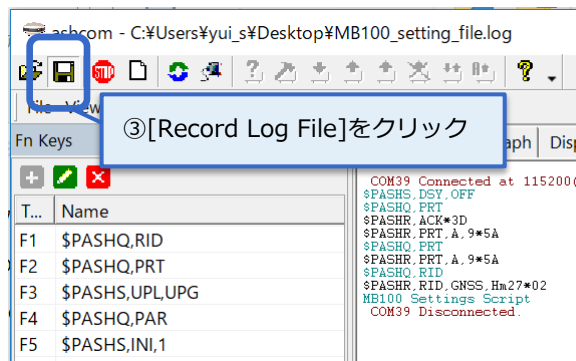 ashcom - C:¥Users¥yui_s¥Desktop¥MB100_setting_file.log
File View
③[Record Log File]をクリック
Fn Keys
aph Disp
T... Name
F1 $PASHQ,RID
F2 $PASHQ,PRT
F3 $PASHS,UPL,UPG
F4 $PASHQ,PAR
F5 $PASHS,INI,1
COM39 Connected at 115200(
$PASHS,DSY,OFF
$PASHQ,PRT
$PASHR,ACK*3D
$PASHR,PRT,A,9*5A
$PASHQ,PRT
$PASHR,PRT,A,9*5A
$PASHQ,RID
$PASHR,RID,GNSS,Hm27*02
MB100 Settings Script
COM39 Disconnected.